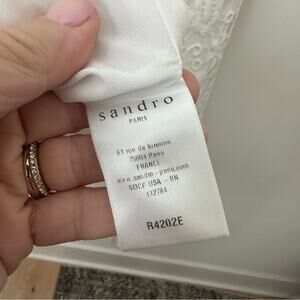 sandro
PARIS
61 rue de turenne
75003 Paris
FRANCE
www.sandro-paris.com
SMCP USA - RN
132783
R4202E